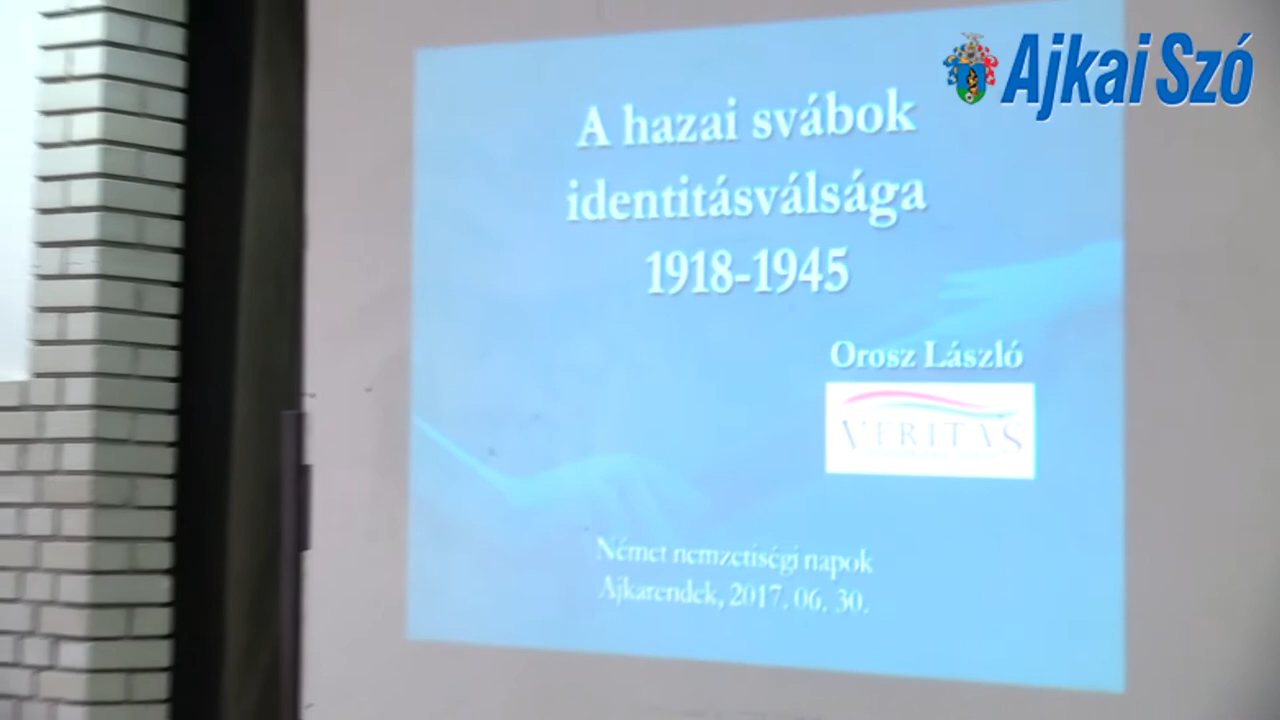 Ajkai Szó
A hazai svábok
identitásválsága
1918-1945
Orosz László
VERITAS
Német nemzetiségi napok
Ajkarendek, 2017. 06. 30.